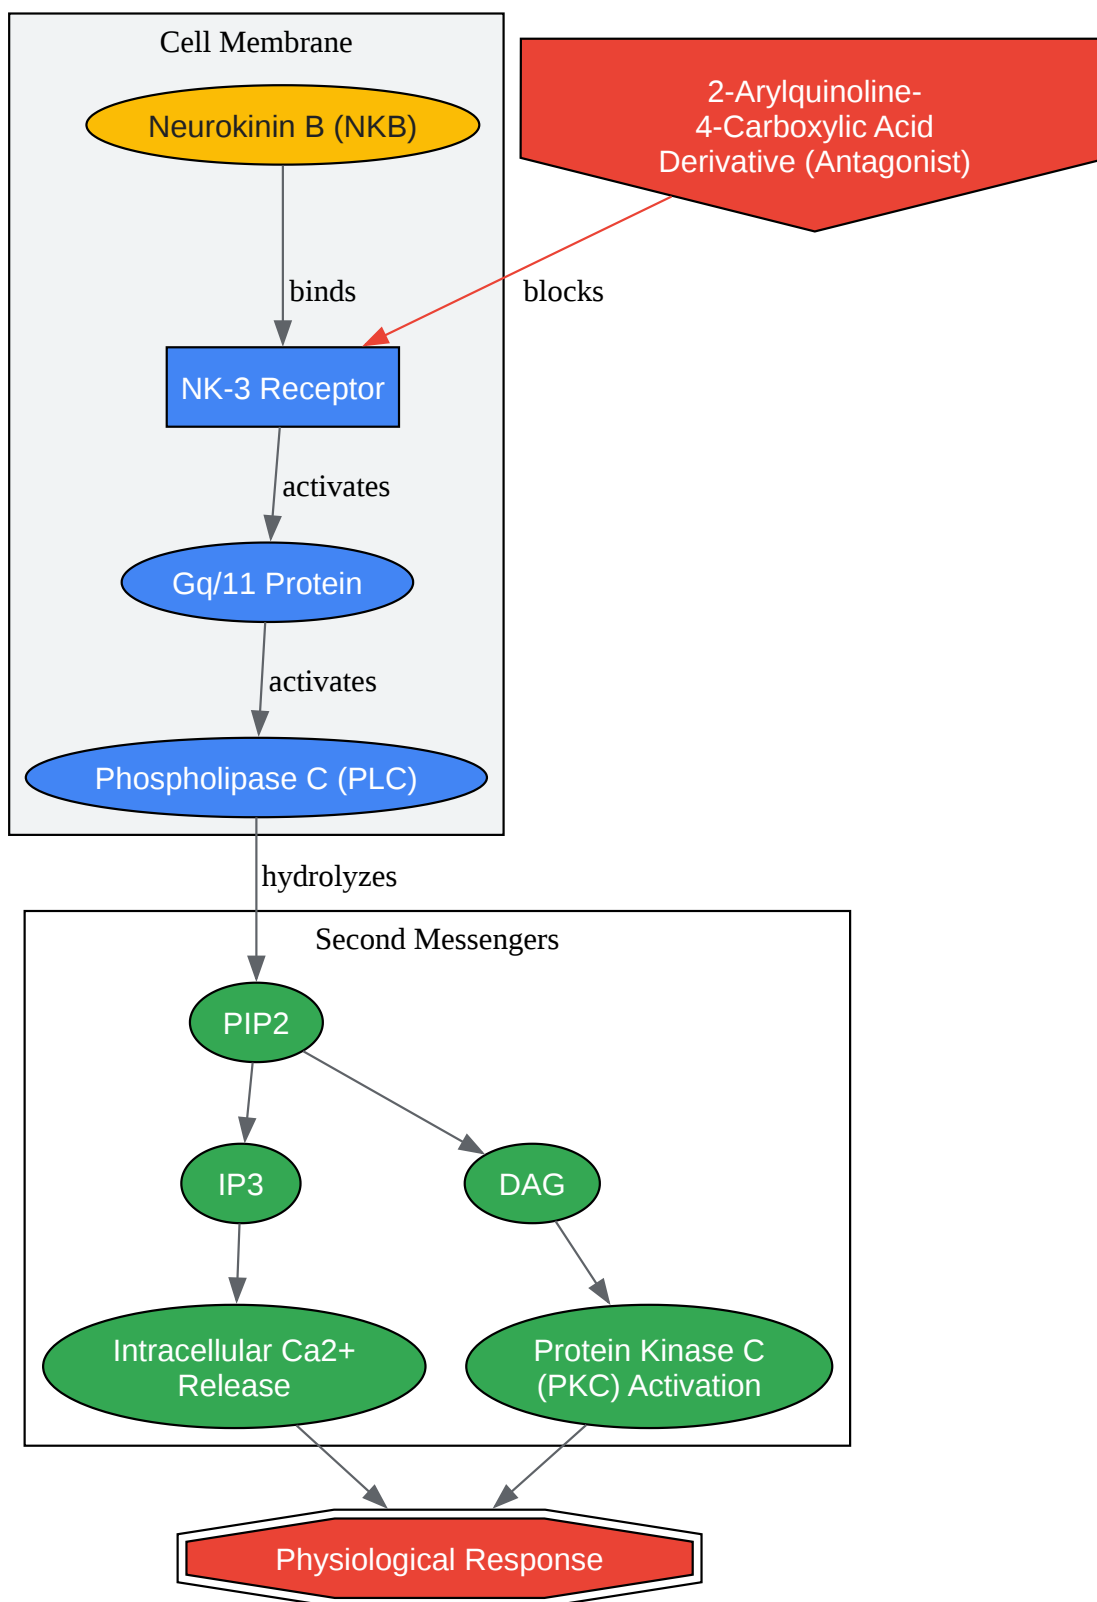 Cell Membrane
Neurokinin B (NKB)
2-Arylquinoline-
4-Carboxylic Acid
Derivative (Antagonist)
binds
blocks
NK-3 Receptor
activates
Gq/11 Protein
activates
Phospholipase C (PLC)
hydrolyzes
Second Messengers
PIP2
IP3
DAG
Intracellular Ca2+
Release
Protein Kinase C
(PKC) Activation
Physiological Response